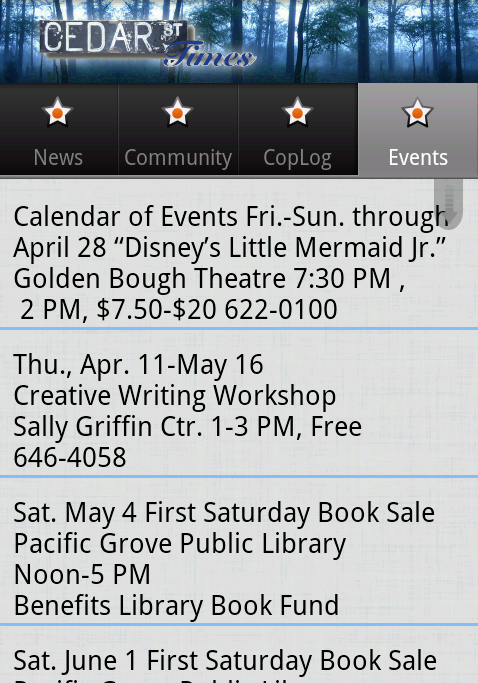 CEDAR ST
Times
News
Community
CopLog
Events
Calendar of Events Fri.-Sun. through
April 28 “Disney’s Little Mermaid Jr.”
Golden Bough Theatre 7:30 PM ,
2 PM, $7.50-$20 622-0100
Thu., Apr. 11-May 16
Creative Writing Workshop
Sally Griffin Ctr. 1-3 PM, Free
646-4058
Sat. May 4 First Saturday Book Sale
Pacific Grove Public Library
Noon-5 PM
Benefits Library Book Fund
Sat. June 1 First Saturday Book Sale